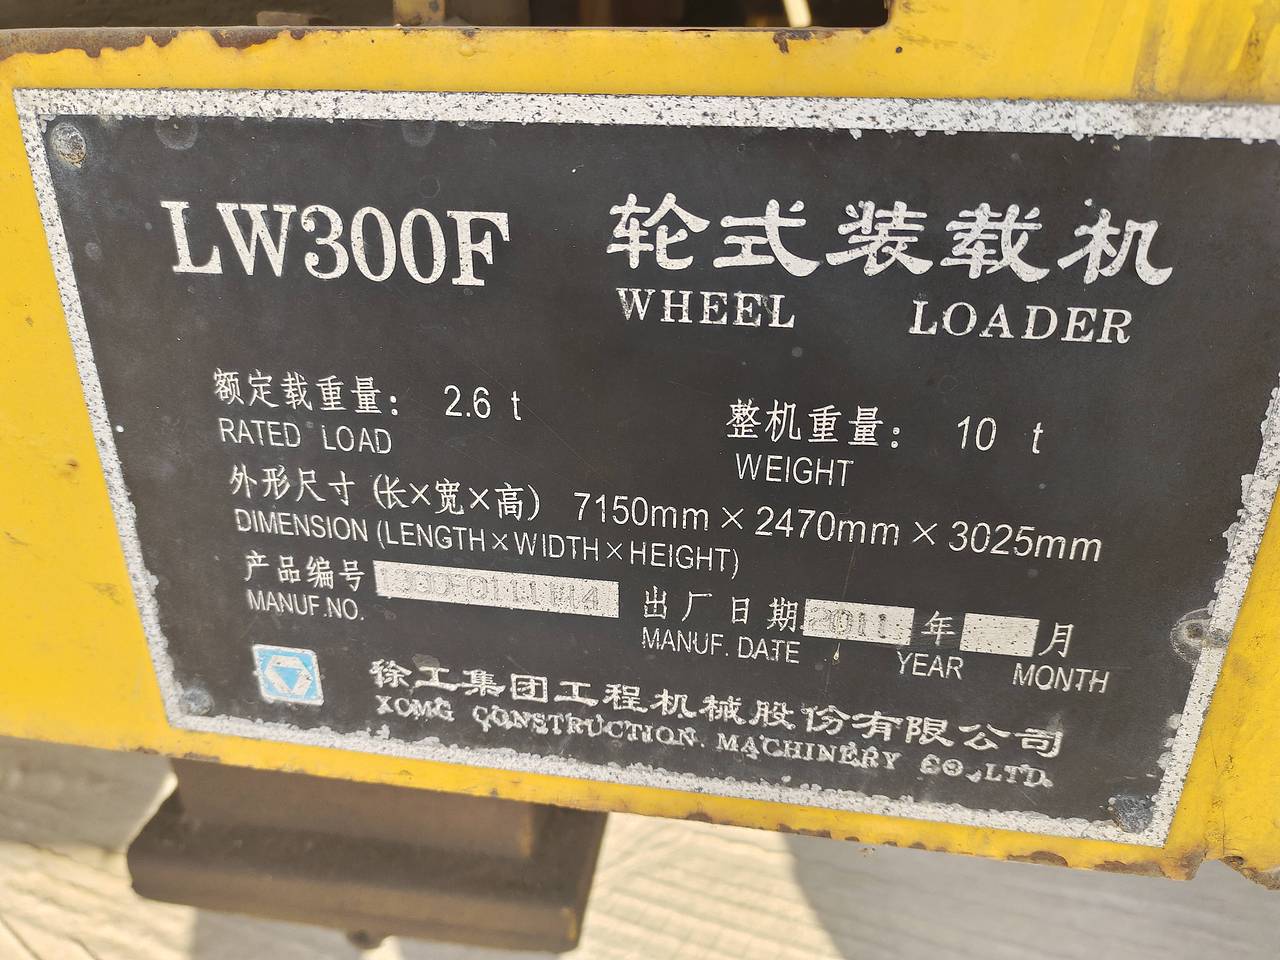 LW300F 轮式装载机
WHEEL LOADER
额定载重量： 2.6 t 整机重量： 10 t
RATED LOAD WEIGHT
外形尺寸（长×宽×高） 7150mm × 2470mm × 3025mm
DIMENSION (LENGTH×WIDTH×HEIGHT)
产品编号 出厂日期 2011 年 月
MANUF.NO. MANUF. DATE YEAR MONTH
徐工集团工程机械股份有限公司
XCMG CONSTRUCTION. MACHINERY CO.,LTD.